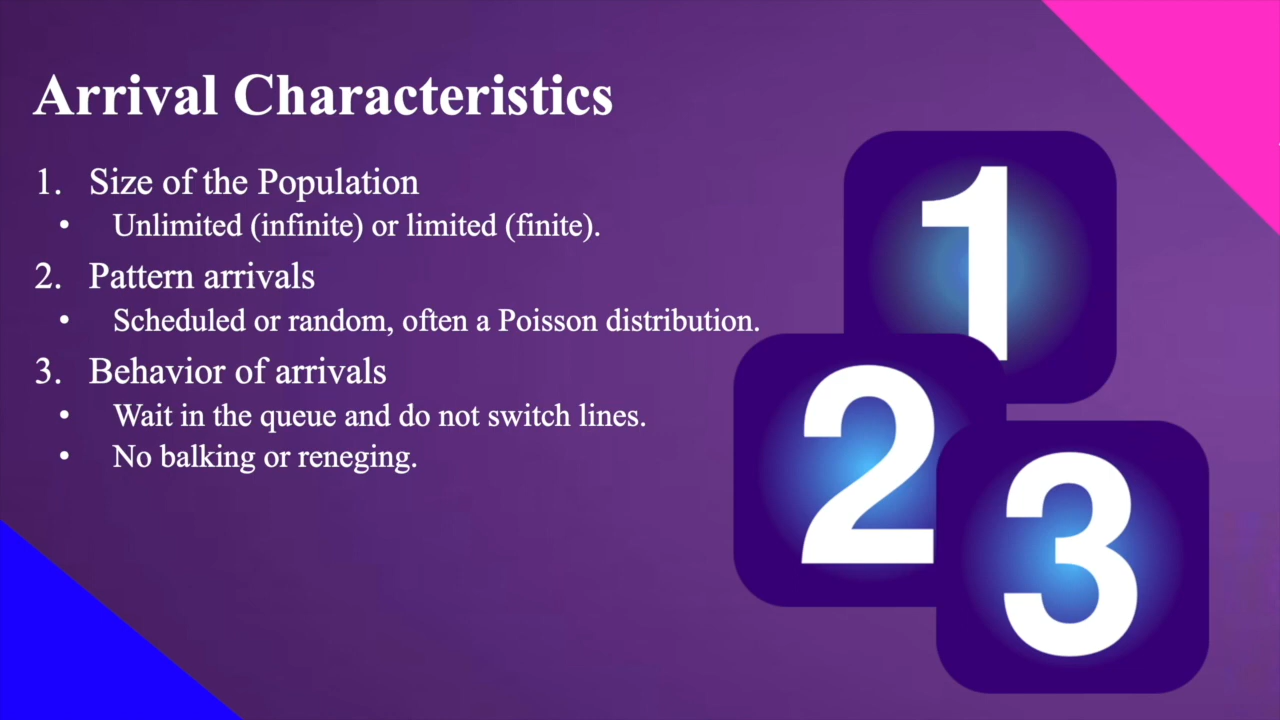 Arrival Characteristics
1. Size of the Population
• Unlimited (infinite) or limited (finite).
2. Pattern arrivals
• Scheduled or random, often a Poisson distribution.
3. Behavior of arrivals
• Wait in the queue and do not switch lines.
• No balking or reneging.
1
2
3